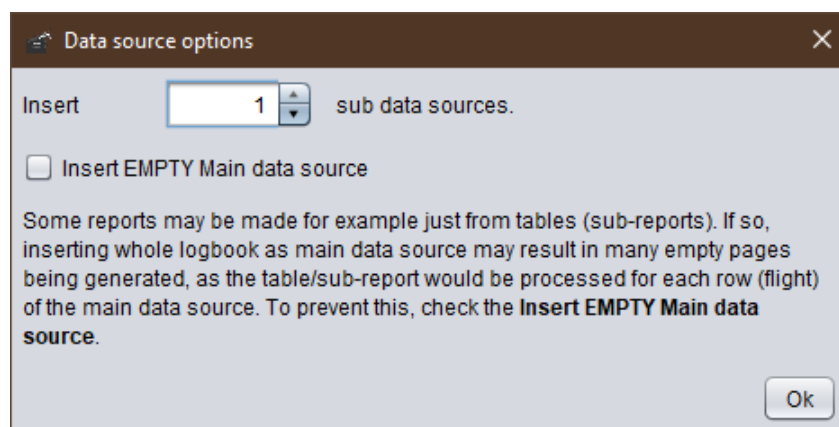 Data source options
Insert 1 sub data sources.
Insert EMPTY Main data source
Some reports may be made for example just from tables (sub-reports). If so,
inserting whole logbook as main data source may result in many empty pages
being generated, as the table/sub-report would be processed for each row (flight)
of the main data source. To prevent this, check the Insert EMPTY Main data
source.
Ok